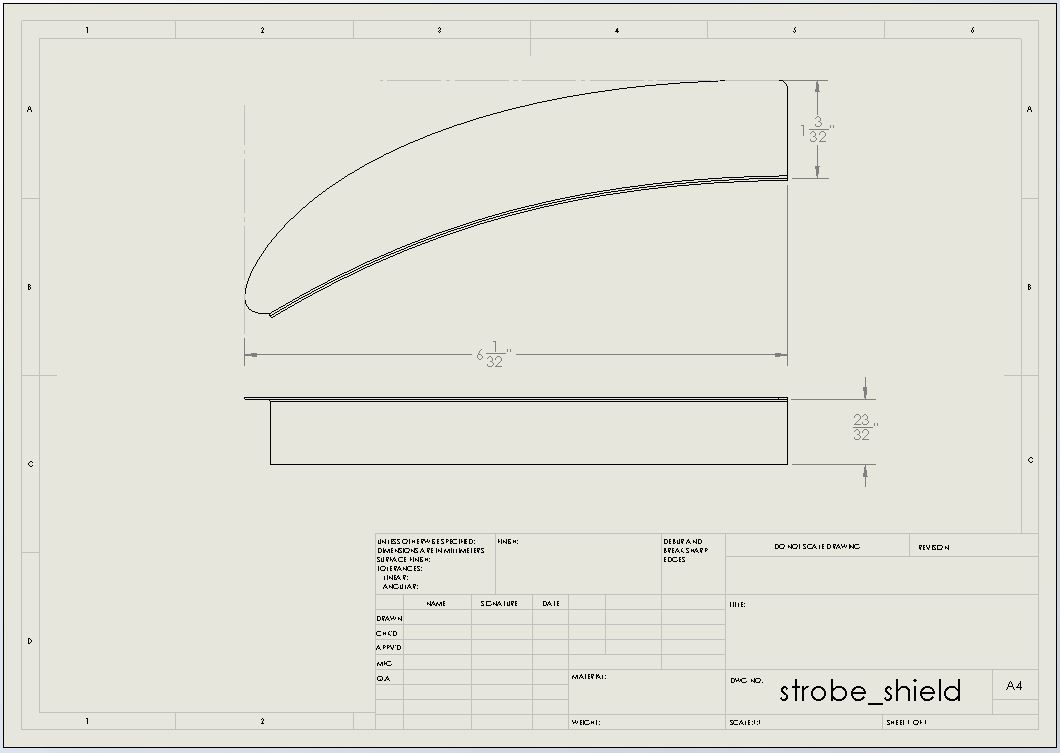 1 2 3 4 5 6
A A
1 3/32"
B B
6 1/32"
23/32"
C C
UNLESS OTHERWISE SPECIFIED:
DIMENSIONS ARE IN MILLIMETERS
SURFACE FINISH:
TOLERANCES:
LINEAR:
ANGULAR:
FINISH:
DEBUR AND
BREAK SHARP
EDGES
DO NOT SCALE DRAWING
REVISION
NAME SIGNATURE DATE
TITLE:
DRAWN
CHK'D
APPV'D
MFG
Q.A
D
MATERIAL:
DWG NO.
strobe_shield
A4
WEIGHT:
SCALE:1:1
SHEET 1 OF 1
1 2